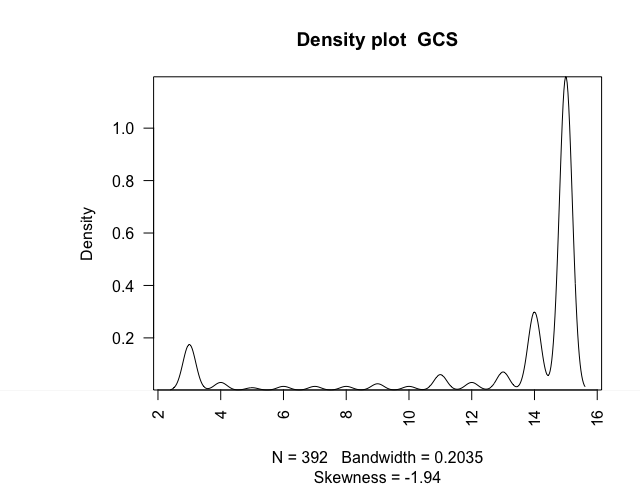 Density plot  GCS
Density
1.0
0.8
0.6
0.4
0.2
2 4 6 8 10 12 14 16
N = 392   Bandwidth = 0.2035
Skewness = -1.94